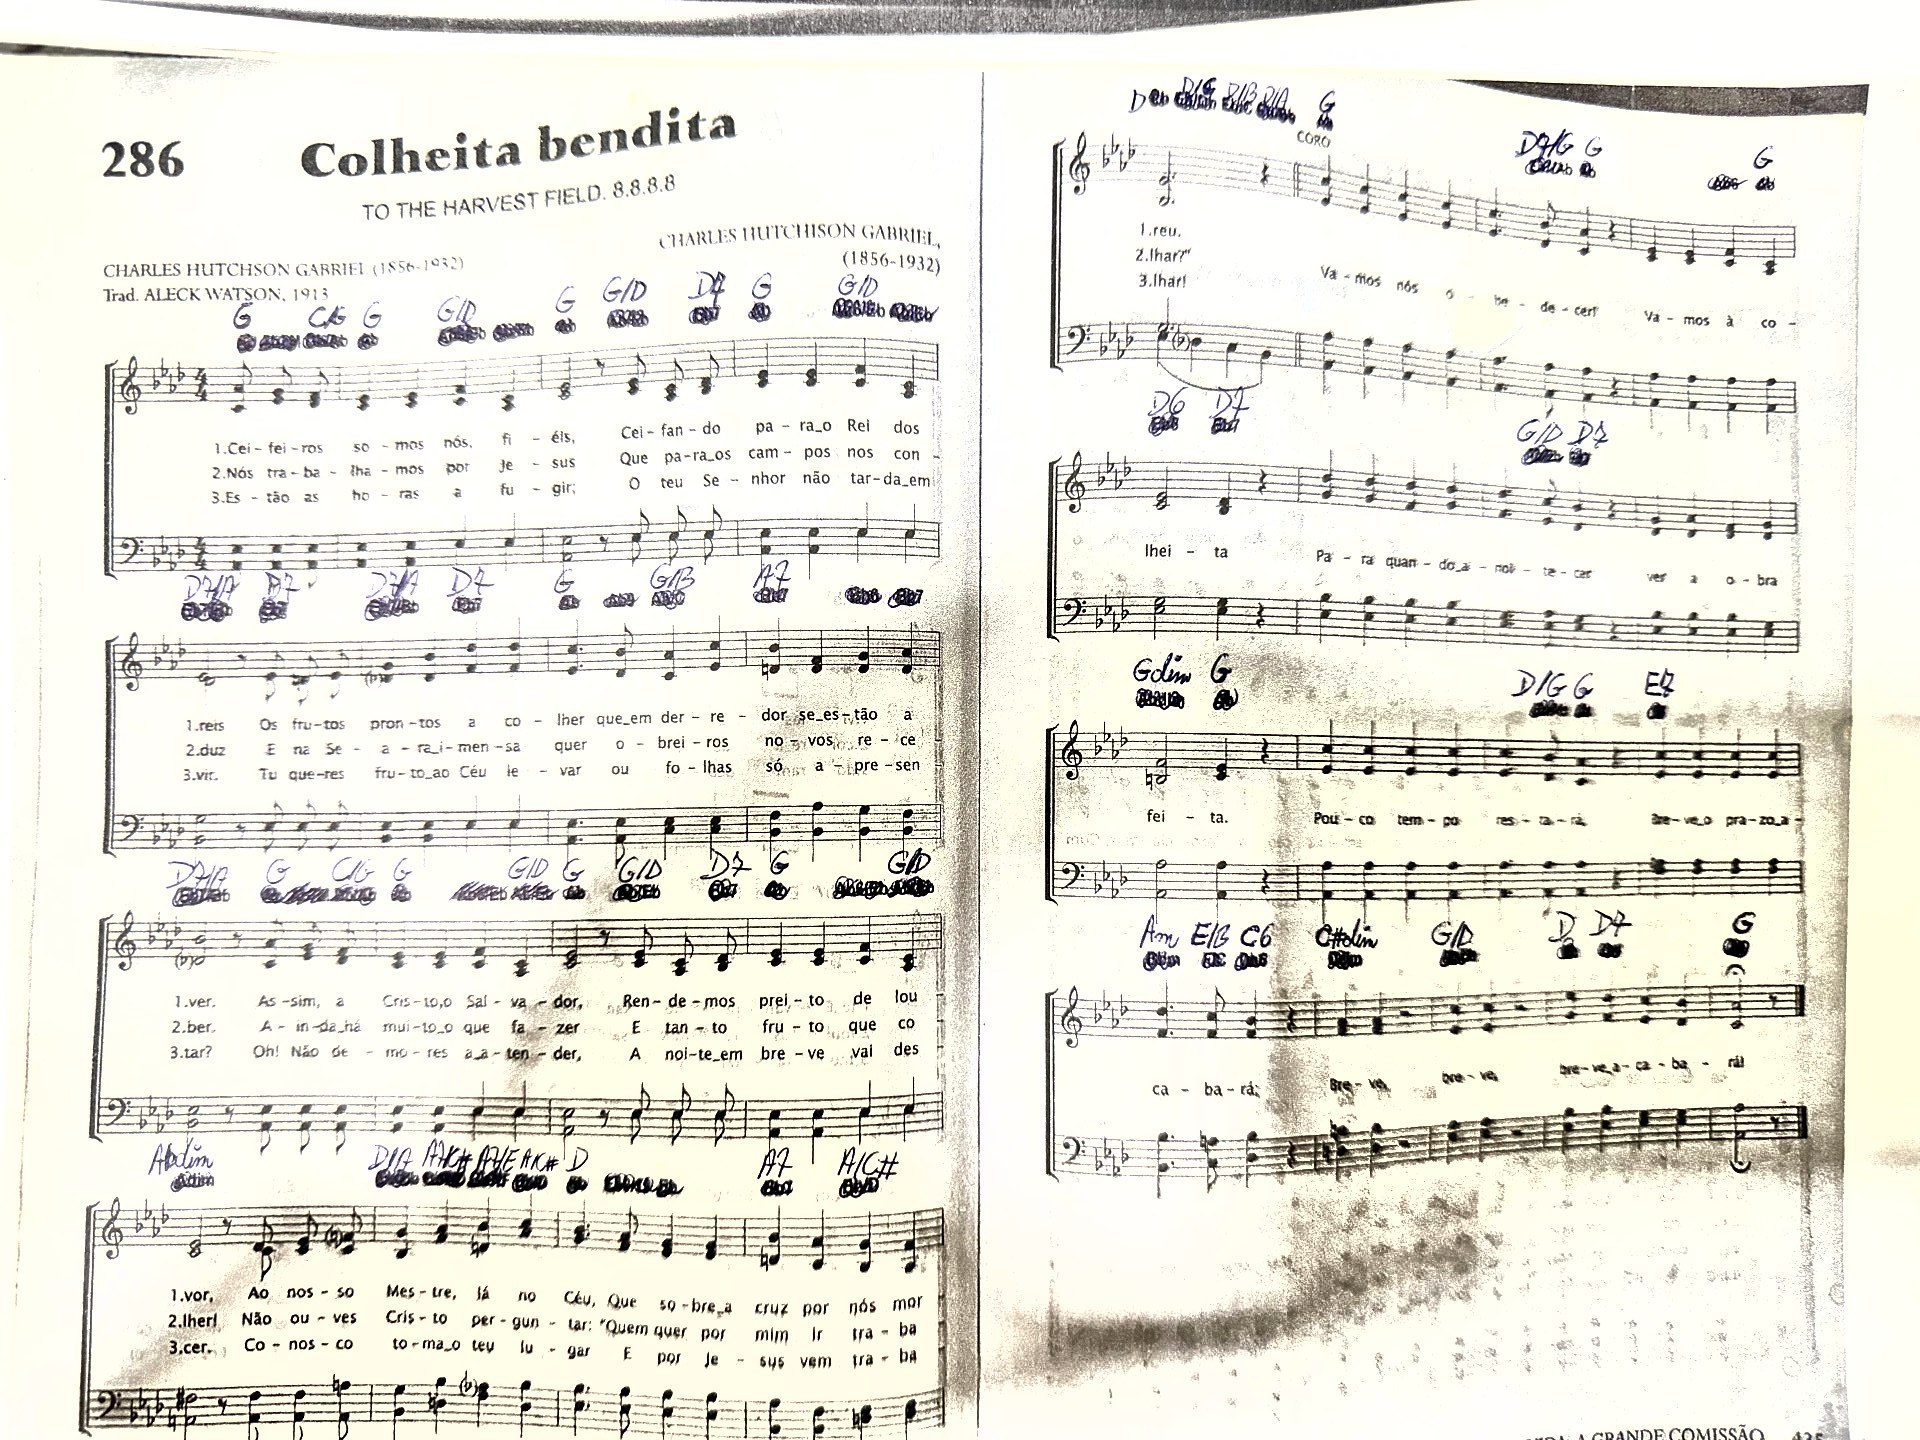 286 Colheita bendita
TO THE HARVEST FIELD. 8.8.8.8
CHARLES HUTCHISON GABRIEL,
(1856-1932)
CHARLES HUTCHSON GABRIEL (1856-1932)
Trad. ALECK WATSON, 1913
G C/G G G/D G G/D D7 G G/D
1.Cei-fei-ros so-mos nós, fi-éis, Cei-fan-do pa-ra_o Rei dos
2.Nós tra-ba-lha-mos por Je-sus Que pa-ra_os cam-pos nos con-
3.Es-tão as ho-ras a fu-gir; O teu Se-nhor não tar-da_em
D7/A D7 D7/A D7 G G/B A7
1.reis Os fru-tos pron-tos a co-lher que_em der-re-dor se_es-tão a
2.duz E na Se-a-ra_i-men-sa quer o-brei-ros no-vos re-ce
3.vir. Tu que-res fru-to_ao Céu le-var ou fo-lhas só a-pre-sen
D7/A G C/G G G/D G G/D D7 G G/D
1.ver. As-sim, a Cris-to,o Sal-va-dor, Ren-de-mos prei-to de lou
2.ber. A-in-da_há mui-to_o que fa-zer E tan-to fru-to que co
3.tar? Oh! Não de-mo-res a_a-ten-der, A noi-te_em bre-ve vai des
Abdim D/A A7/C# A7/E A/C# D A7 A/C#
1.vor, Ao nos-so Mes-tre, lá no Céu, Que so-bre_a cruz por nós mor
2.lher! Não ou-ves Cris-to per-gun-tar: "Quem quer por mim ir tra-ba
3.cer. Co-nos-co to-ma_o teu lu-gar E por Je-sus vem tra-ba
D D/G D/B D/A G
CORO
D7/G G G
1.reu.
2.lhar?"
3.lhar!
Va-mos nós o-be-de-cer! Va-mos à co-
D6 D7 G/D D7
lhei-ta Pa-ra quan-do_a-noi-te-cer ver a o-bra
Gdim G D/G G E7
fei-ta. Pou-co tem-po res-ta-rá, Bre-ve_o pra-zo_a-
Am E/B C6 C#dim G/D D D7 G
ca-ba-rá; Bre-ve, bre-ve, bre-ve_a-ca-ba-rá!
A GRANDE COMISSÃO